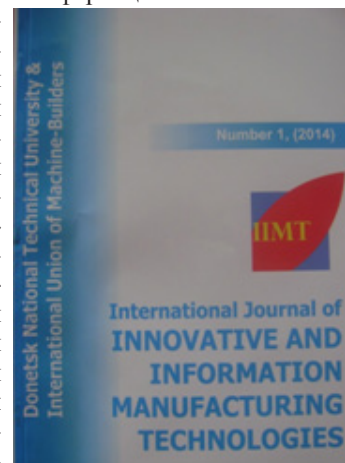 Donetsk National Technical University &
International Union of Machine-Builders
Number 1, (2014)
IIMT
International Journal of
INNOVATIVE AND
INFORMATION
MANUFACTURING
TECHNOLOGIES